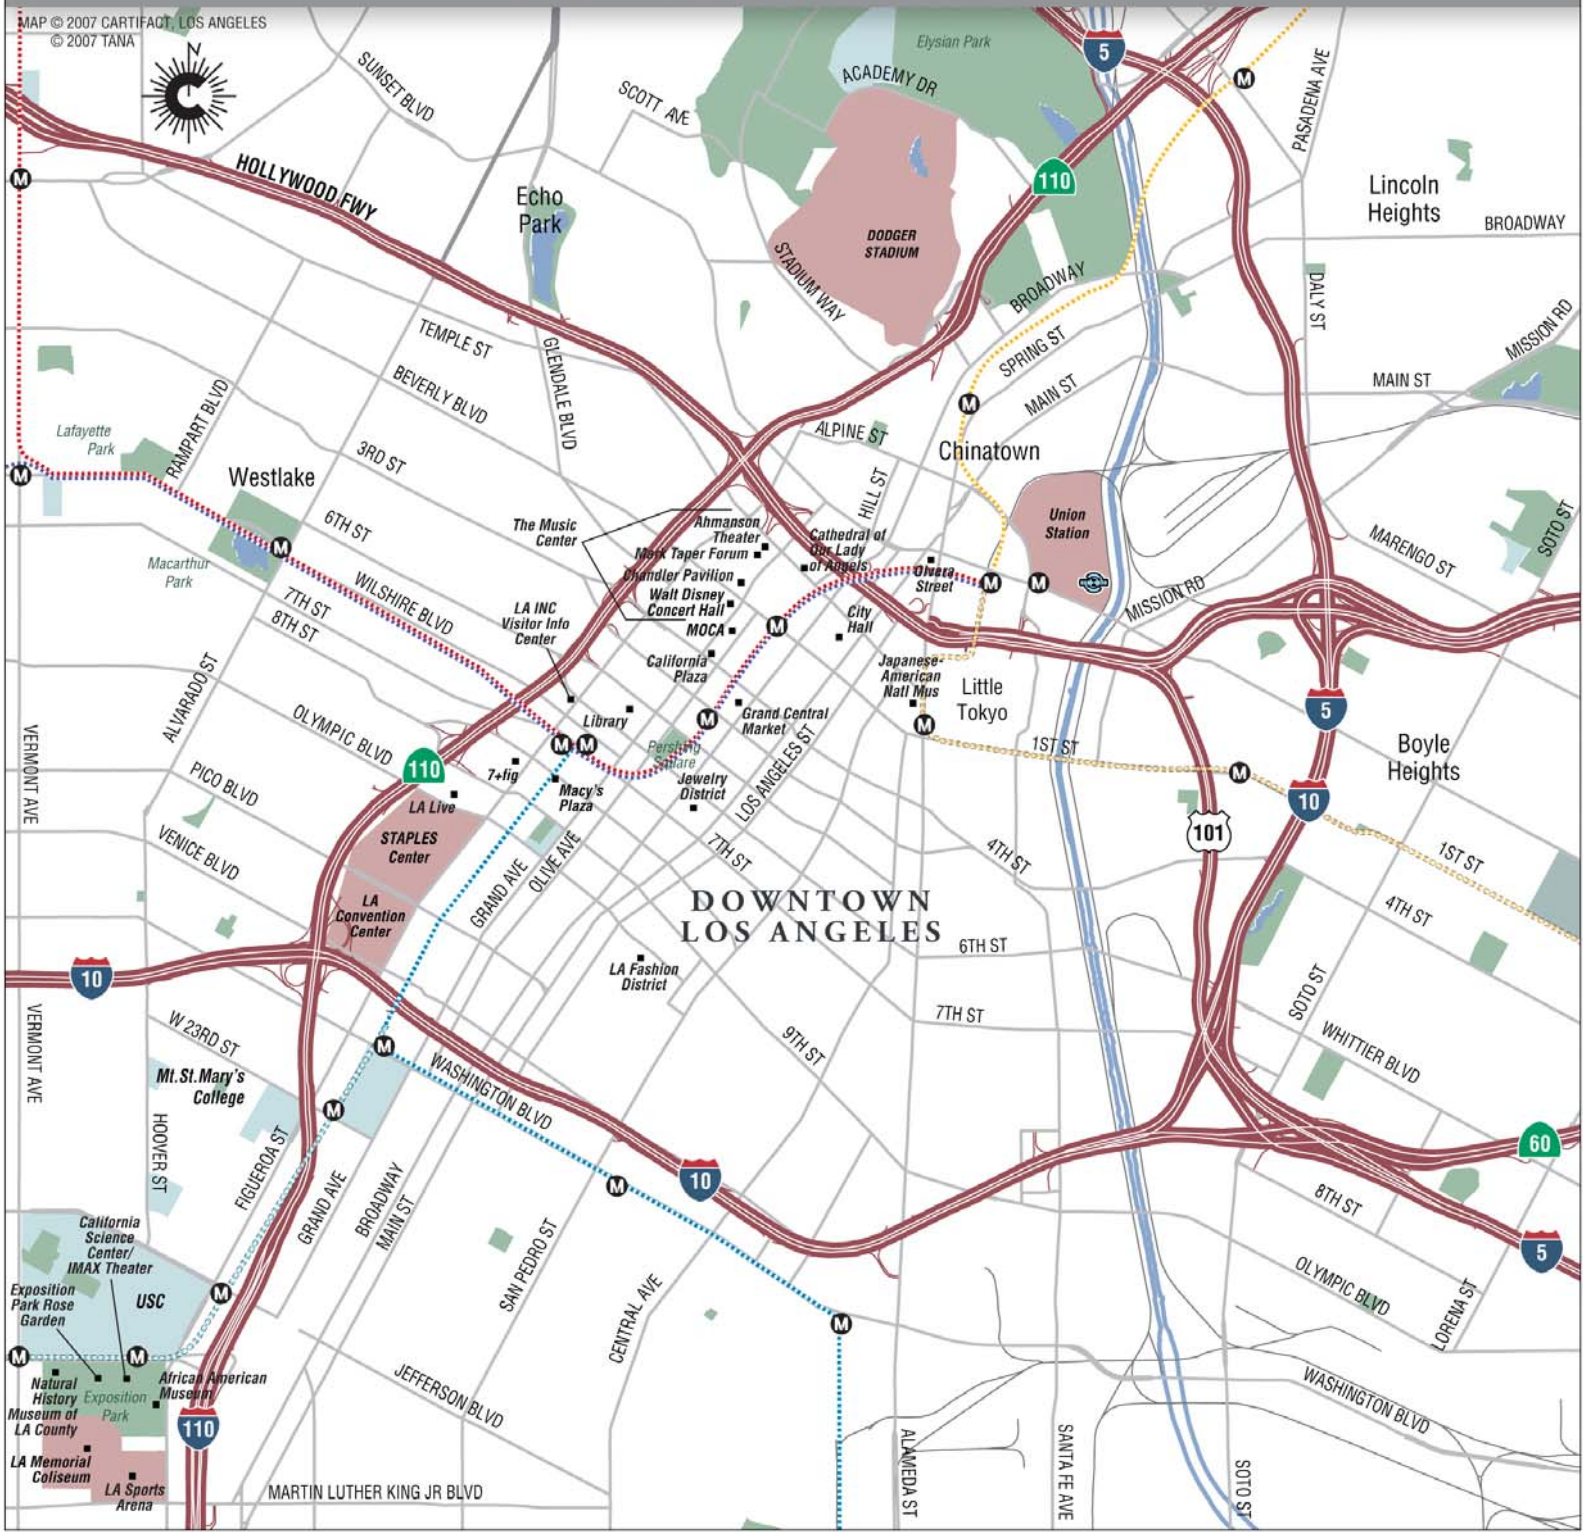 MAP © 2007 CARTIFACT, LOS ANGELES
© 2007 TANA
N
C
SUNSET BLVD
SCOTT AVE
Elysian Park
ACADEMY DR
5
M
PASADENA AVE
HOLLYWOOD FWY
M
Echo
Park
110
Lincoln
Heights
BROADWAY
DODGER
STADIUM
STADIUM WAY
BROADWAY
DALY ST
MISSION RD
TEMPLE ST
GLENDALE BLVD
SPRING ST
MAIN ST
MAIN ST
BEVERLY BLVD
RAMPART BLVD
M
Lafayette
Park
3RD ST
ALPINE ST
Chinatown
M
Westlake
HILL ST
6TH ST
The Music
Center
Ahmanson
Theater
Mark Taper Forum
Chandler Pavilion
Walt Disney
Concert Hall
MOCA
California
Plaza
Cathedral of
Our Lady
of Angels
Union
Station
SOTO ST
MARENGO ST
Macarthur
Park
M
7TH ST
8TH ST
WILSHIRE BLVD
LA INC
Visitor Info
Center
Olvera
Street
M
M
MISSION RD
City
Hall
M
Japanese-
American
Natl Mus
Little
Tokyo
M
ALVARADO ST
5
OLYMPIC BLVD
Library
M
Grand Central
Market
Pershing
Square
M
M
1ST ST
M
Boyle
Heights
VERMONT AVE
110
7+fig
Macy's
Plaza
Jewelry
District
LOS ANGELES ST
PICO BLVD
LA Live
10
101
VENICE BLVD
STAPLES
Center
7TH ST
4TH ST
1ST ST
GRAND AVE
OLIVE AVE
LA
Convention
Center
DOWNTOWN
LOS ANGELES
4TH ST
6TH ST
10
LA Fashion
District
SOTO ST
VERMONT AVE
W 23RD ST
7TH ST
9TH ST
WHITTIER BLVD
M
WASHINGTON BLVD
Mt.St.Mary's
College
M
HOOVER ST
FIGUEROA ST
60
M
10
GRAND AVE
BROADWAY
MAIN ST
8TH ST
California
Science
Center/
IMAX Theater
SAN PEDRO ST
5
Exposition
Park Rose
Garden
USC
M
CENTRAL AVE
M
OLYMPIC BLVD
LORENA ST
M
M
Natural
History
Museum of
LA County
Exposition
Park
African American
Museum
JEFFERSON BLVD
WASHINGTON BLVD
110
LA Memorial
Coliseum
LA Sports
Arena
MARTIN LUTHER KING JR BLVD
ALAMEDA ST
SANTA FE AVE
SOTO ST